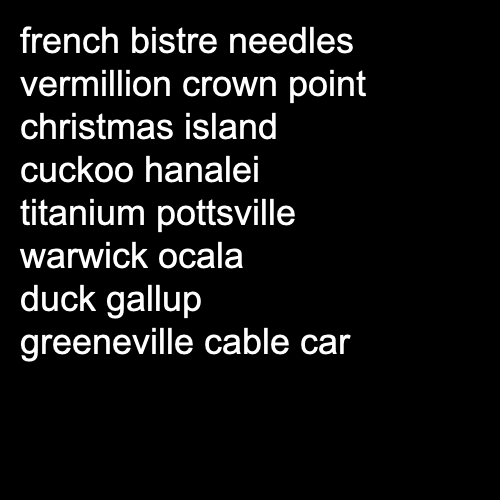 french bistre needles
vermillion crown point
christmas island
cuckoo hanalei
titanium pottsville
warwick ocala
duck gallup
greeneville cable car